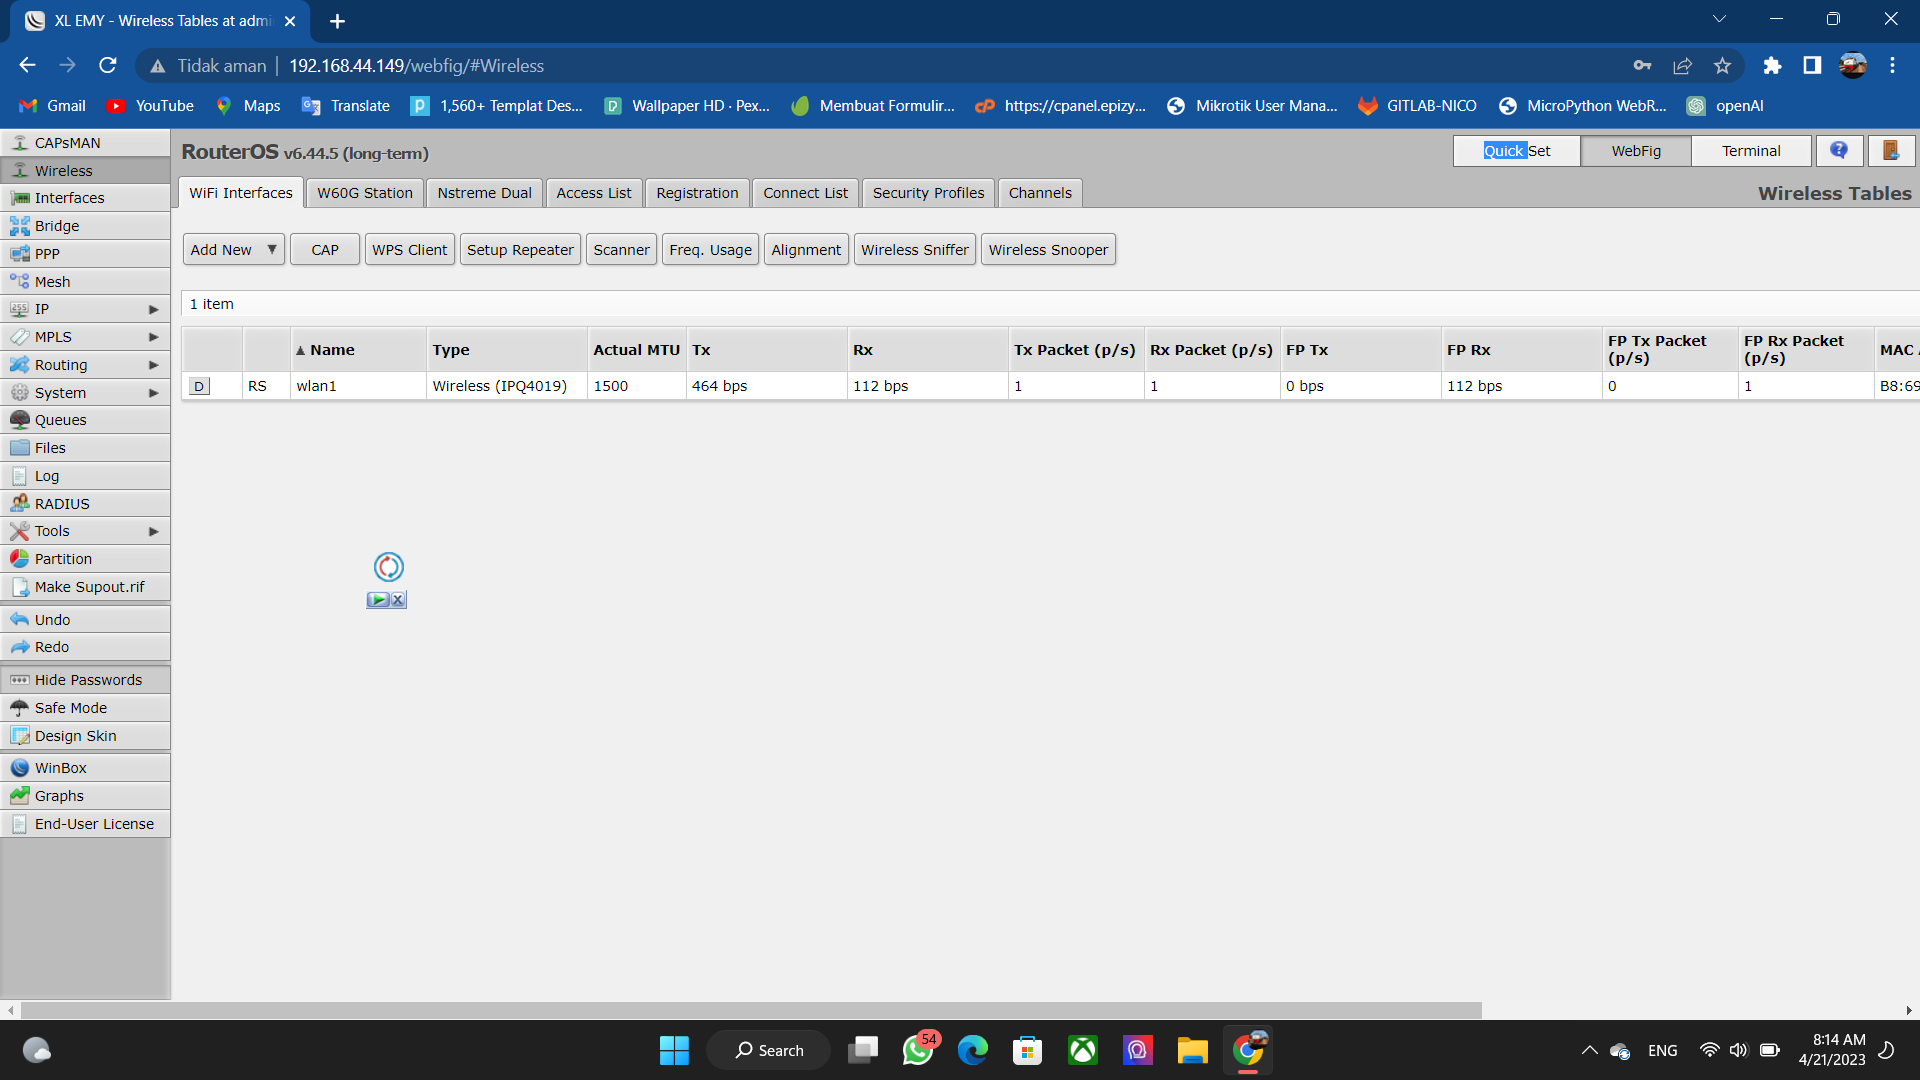 XL EMY - Wireless Tables at admi
Tidak aman
192.168.44.149/webfig/#Wireless
Gmail
YouTube
Maps
Translate
1,560+ Templat Des...
Wallpaper HD · Pex...
Membuat Formulir...
https://cpanel.epizy...
Mikrotik User Mana...
GITLAB-NICO
MicroPython WebR...
openAI
CAPsMAN
Wireless
Interfaces
Bridge
PPP
Mesh
IP
MPLS
Routing
System
Queues
Files
Log
RADIUS
Tools
Partition
Make Supout.rif
Undo
Redo
Hide Passwords
Safe Mode
Design Skin
WinBox
Graphs
End-User License
RouterOS v6.44.5 (long-term)
Quick Set
WebFig
Terminal
WiFi Interfaces
W60G Station
Nstreme Dual
Access List
Registration
Connect List
Security Profiles
Channels
Wireless Tables
Add New
CAP
WPS Client
Setup Repeater
Scanner
Freq. Usage
Alignment
Wireless Sniffer
Wireless Snooper
1 item
▲ Name Type Actual MTU Tx Rx Tx Packet (p/s) Rx Packet (p/s) FP Tx FP Rx FP Tx Packet (p/s) FP Rx Packet (p/s) MAC
D RS wlan1 Wireless (IPQ4019) 1500 464 bps 112 bps 1 1 0 bps 112 bps 0 1 B8:69
Search
54
ENG
8:14 AM
4/21/2023